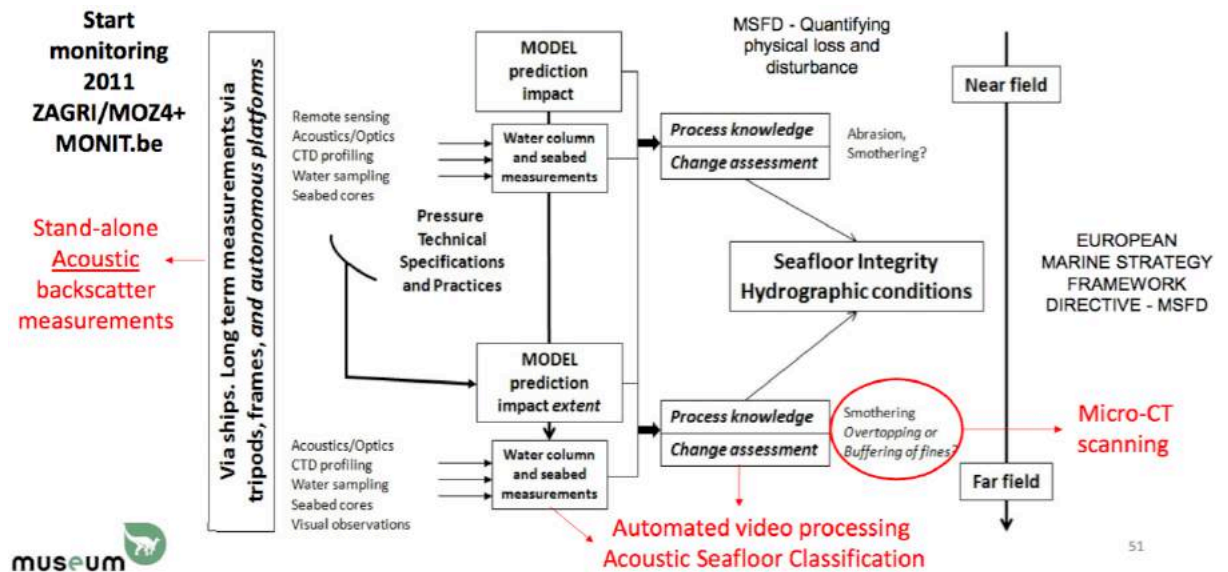 Start
monitoring
2011
ZAGRI/MOZ4+
MONIT.be
Stand-alone
Acoustic
backscatter
measurements
Via ships. Long term measurements via
tripods, frames, and autonomous platforms
Remote sensing
Acoustics/Optics
CTD profiling
Water sampling
Seabed cores
MODEL
prediction
impact
Water column
and seabed
measurements
Pressure
Technical
Specifications
and Practices
MODEL
prediction
impact extent
Acoustics/Optics
CTD profiling
Water sampling
Seabed cores
Visual observations
Water column
and seabed
measurements
MSFD - Quantifying
physical loss and
disturbance
Process knowledge
Change assessment
Abrasion,
Smothering?
Seafloor Integrity
Hydrographic conditions
Process knowledge
Change assessment
Smothering
Overtopping or
Buffering of fines?
Automated video processing
Acoustic Seafloor Classification
Near field
EUROPEAN
MARINE STRATEGY
FRAMEWORK
DIRECTIVE - MSFD
Micro-CT
scanning
Far field
museum
51